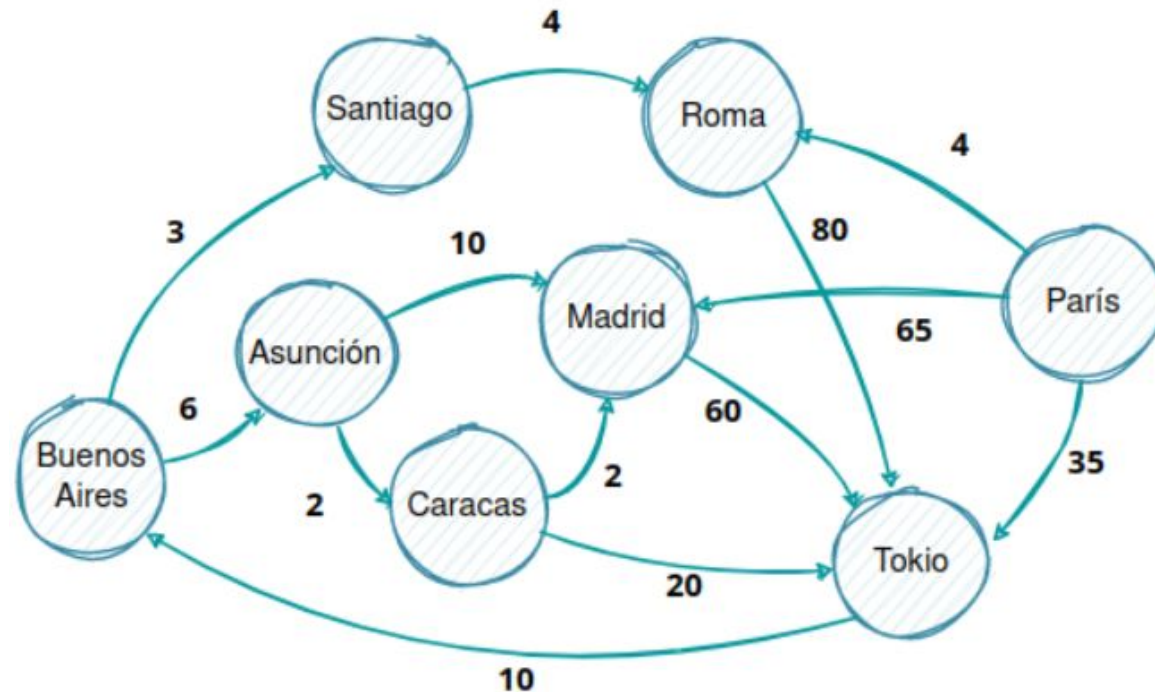 4
Santiago
Roma
4
3
10
80
Madrid
París
Asunción
65
6
60
Buenos
Aires
35
2
Caracas
2
Tokio
20
10